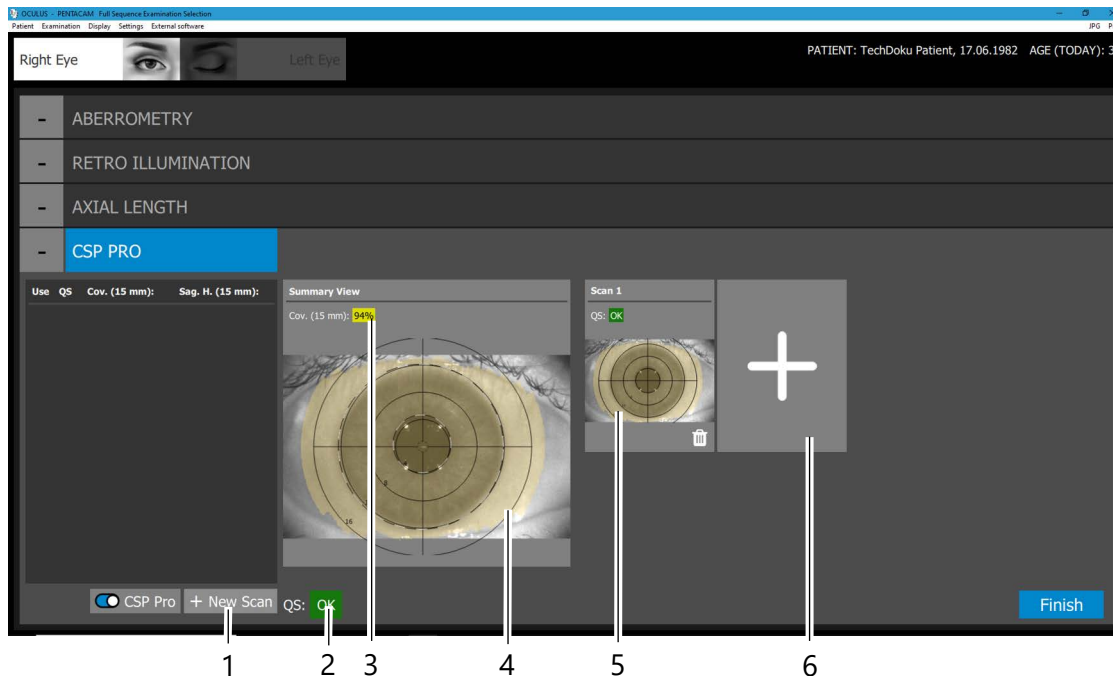 OCULUS - PENTACAM Full Sequence Examination Selection
Patient Examination Display Settings External software JPG P
Right Eye
Left Eye
PATIENT: TechDoku Patient, 17.06.1982 AGE (TODAY): 3
- ABERROMETRY
- RETRO ILLUMINATION
- AXIAL LENGTH
- CSP PRO
Use QS Cov. (15 mm): Sag. H. (15 mm):
Summary View
Cov. (15 mm): 94%
8
16
Scan 1
QS: OK
CSP Pro
+ New Scan
QS: OK
Finish
1 2 3 4 5 6